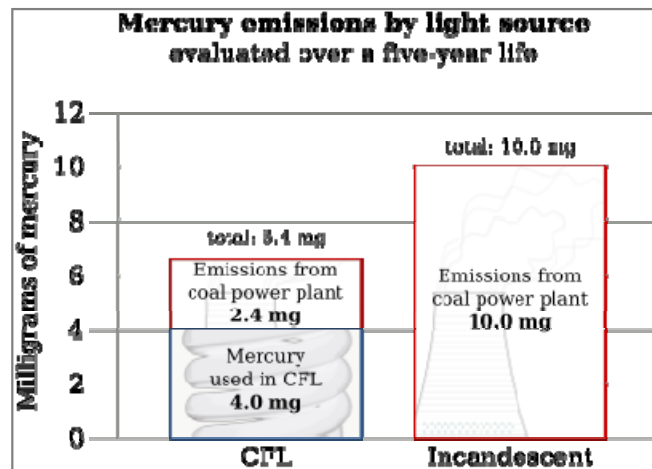 Mercury emissions by light source
evaluated over a five-year life
Milligrams of mercury
12
10
8
6
4
2
0
total: 6.4 mg
Emissions from
coal power plant
2.4 mg
Mercury
used in CFL
4.0 mg
total: 10.0 mg
Emissions from
coal power plant
10.0 mg
CFL
Incandescent